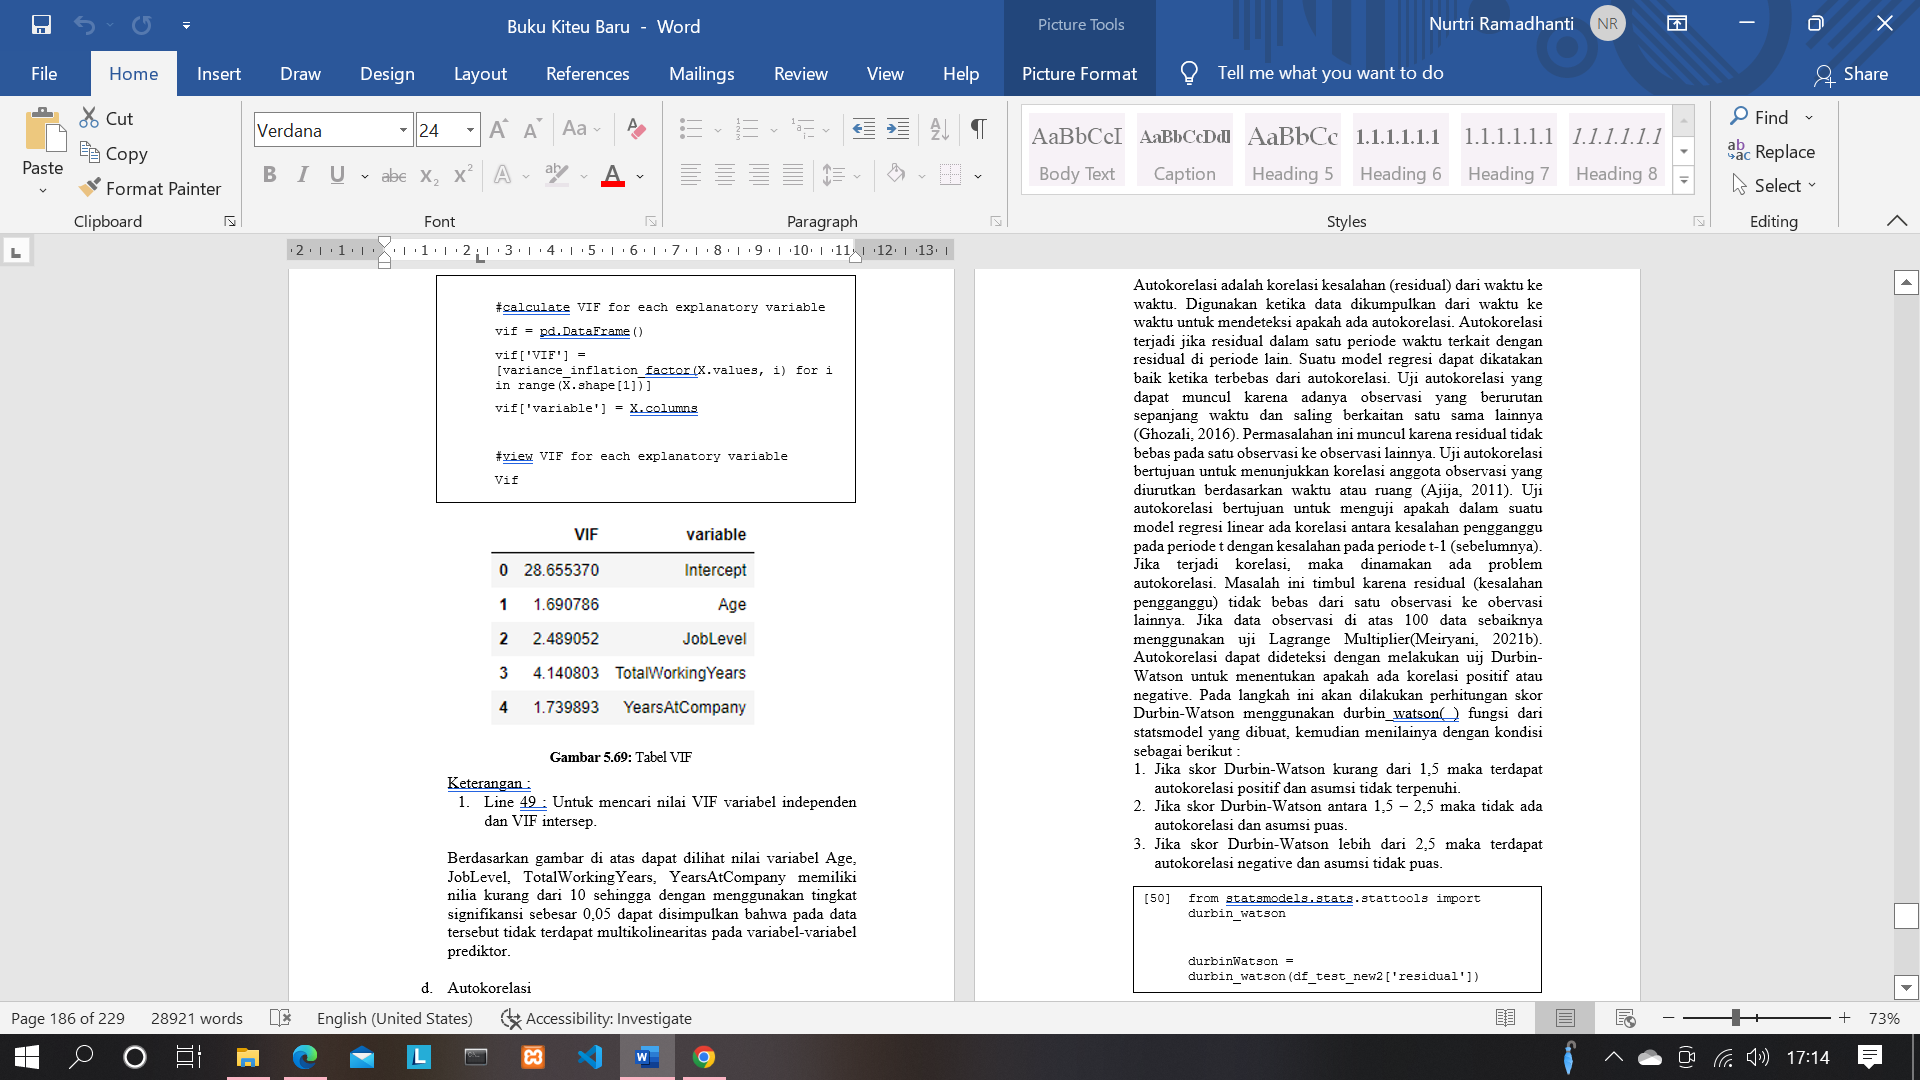 Buku Kiteu Baru - Word
Picture Tools
Nurtri Ramadhanti
NR
File
Home
Insert
Draw
Design
Layout
References
Mailings
Review
View
Help
Picture Format
Tell me what you want to do
Share
Paste
Cut
Copy
Format Painter
Clipboard
Verdana
24
Font
Paragraph
AaBbCcI
Body Text
AaBbCcDdI
Caption
AaBbCc
Heading 5
1.1.1.1.1.1
Heading 6
1.1.1.1.1.1
Heading 7
1.1.1.1.1.1
Heading 8
Styles
Find
Replace
Select
Editing
2 1 1 2 3 4 5 6 7 8 9 10 11 12 13
#calculate VIF for each explanatory variable
vif = pd.DataFrame()
vif['VIF'] =
[variance_inflation_factor(X.values, i) for i
in range(X.shape[1])]
vif['variable'] = X.columns
#view VIF for each explanatory variable
Vif
VIF variable
0 28.655370 Intercept
1 1.690786 Age
2 2.489052 JobLevel
3 4.140803 TotalWorkingYears
4 1.739893 YearsAtCompany
Gambar 5.69: Tabel VIF
Keterangan :
1. Line 49 : Untuk mencari nilai VIF variabel independen
dan VIF intersep.
Berdasarkan gambar di atas dapat dilihat nilai variabel Age,
JobLevel, TotalWorkingYears, YearsAtCompany memiliki
nilia kurang dari 10 sehingga dengan menggunakan tingkat
signifikansi sebesar 0,05 dapat disimpulkan bahwa pada data
tersebut tidak terdapat multikolinearitas pada variabel-variabel
prediktor.
d. Autokorelasi
Autokorelasi adalah korelasi kesalahan (residual) dari waktu ke
waktu. Digunakan ketika data dikumpulkan dari waktu ke
waktu untuk mendeteksi apakah ada autokorelasi. Autokorelasi
terjadi jika residual dalam satu periode waktu terkait dengan
residual di periode lain. Suatu model regresi dapat dikatakan
baik ketika terbebas dari autokorelasi. Uji autokorelasi yang
dapat muncul karena adanya observasi yang berurutan
sepanjang waktu dan saling berkaitan satu sama lainnya
(Ghozali, 2016). Permasalahan ini muncul karena residual tidak
bebas pada satu observasi ke observasi lainnya. Uji autokorelasi
bertujuan untuk menunjukkan korelasi anggota observasi yang
diurutkan berdasarkan waktu atau ruang (Ajija, 2011). Uji
autokorelasi bertujuan untuk menguji apakah dalam suatu
model regresi linear ada korelasi antara kesalahan pengganggu
pada periode t dengan kesalahan pada periode t-1 (sebelumnya).
Jika terjadi korelasi, maka dinamakan ada problem
autokorelasi. Masalah ini timbul karena residual (kesalahan
pengganggu) tidak bebas dari satu observasi ke obervasi
lainnya. Jika data observasi di atas 100 data sebaiknya
menggunakan uji Lagrange Multiplier(Meiryani, 2021b).
Autokorelasi dapat dideteksi dengan melakukan uij Durbin-
Watson untuk menentukan apakah ada korelasi positif atau
negative. Pada langkah ini akan dilakukan perhitungan skor
Durbin-Watson menggunakan durbin_watson( ) fungsi dari
statsmodel yang dibuat, kemudian menilainya dengan kondisi
sebagai berikut :
1. Jika skor Durbin-Watson kurang dari 1,5 maka terdapat
autokorelasi positif dan asumsi tidak terpenuhi.
2. Jika skor Durbin-Watson antara 1,5 – 2,5 maka tidak ada
autokorelasi dan asumsi puas.
3. Jika skor Durbin-Watson lebih dari 2,5 maka terdapat
autokorelasi negative dan asumsi tidak puas.
[50] from statsmodels.stats.stattools import
durbin_watson
durbinWatson =
durbin_watson(df_test_new2['residual'])
Page 186 of 229
28921 words
English (United States)
Accessibility: Investigate
73%
17:14